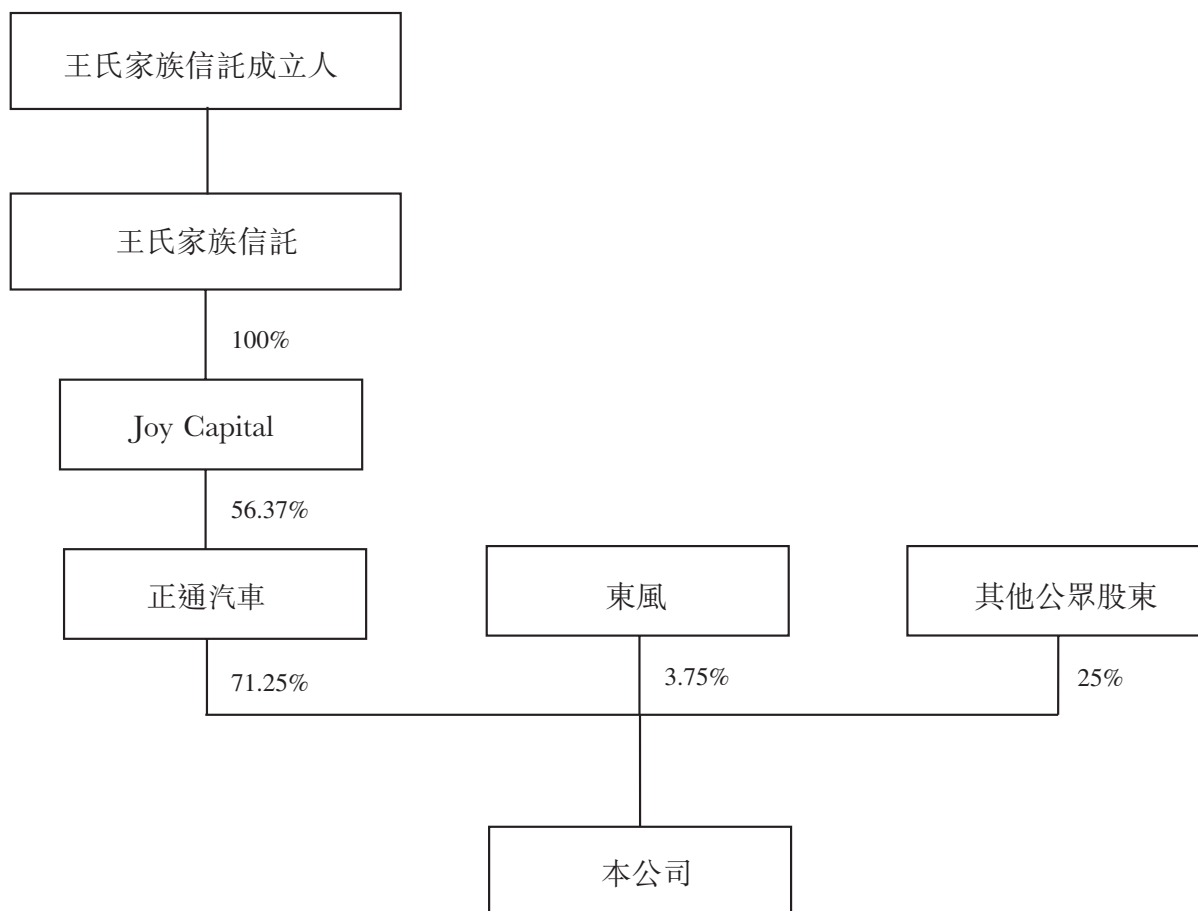 王氏家族信託成立人
王氏家族信託
100%
Joy Capital
56.37%
正通汽車
東風
其他公眾股東
71.25%
3.75%
25%
本公司